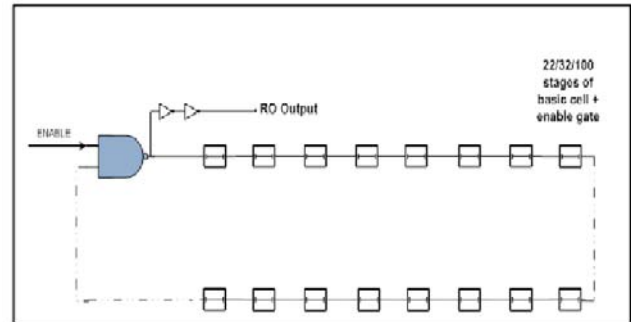 22/32/100
stages of
basic cell +
enable gate
RO Output
ENABLE